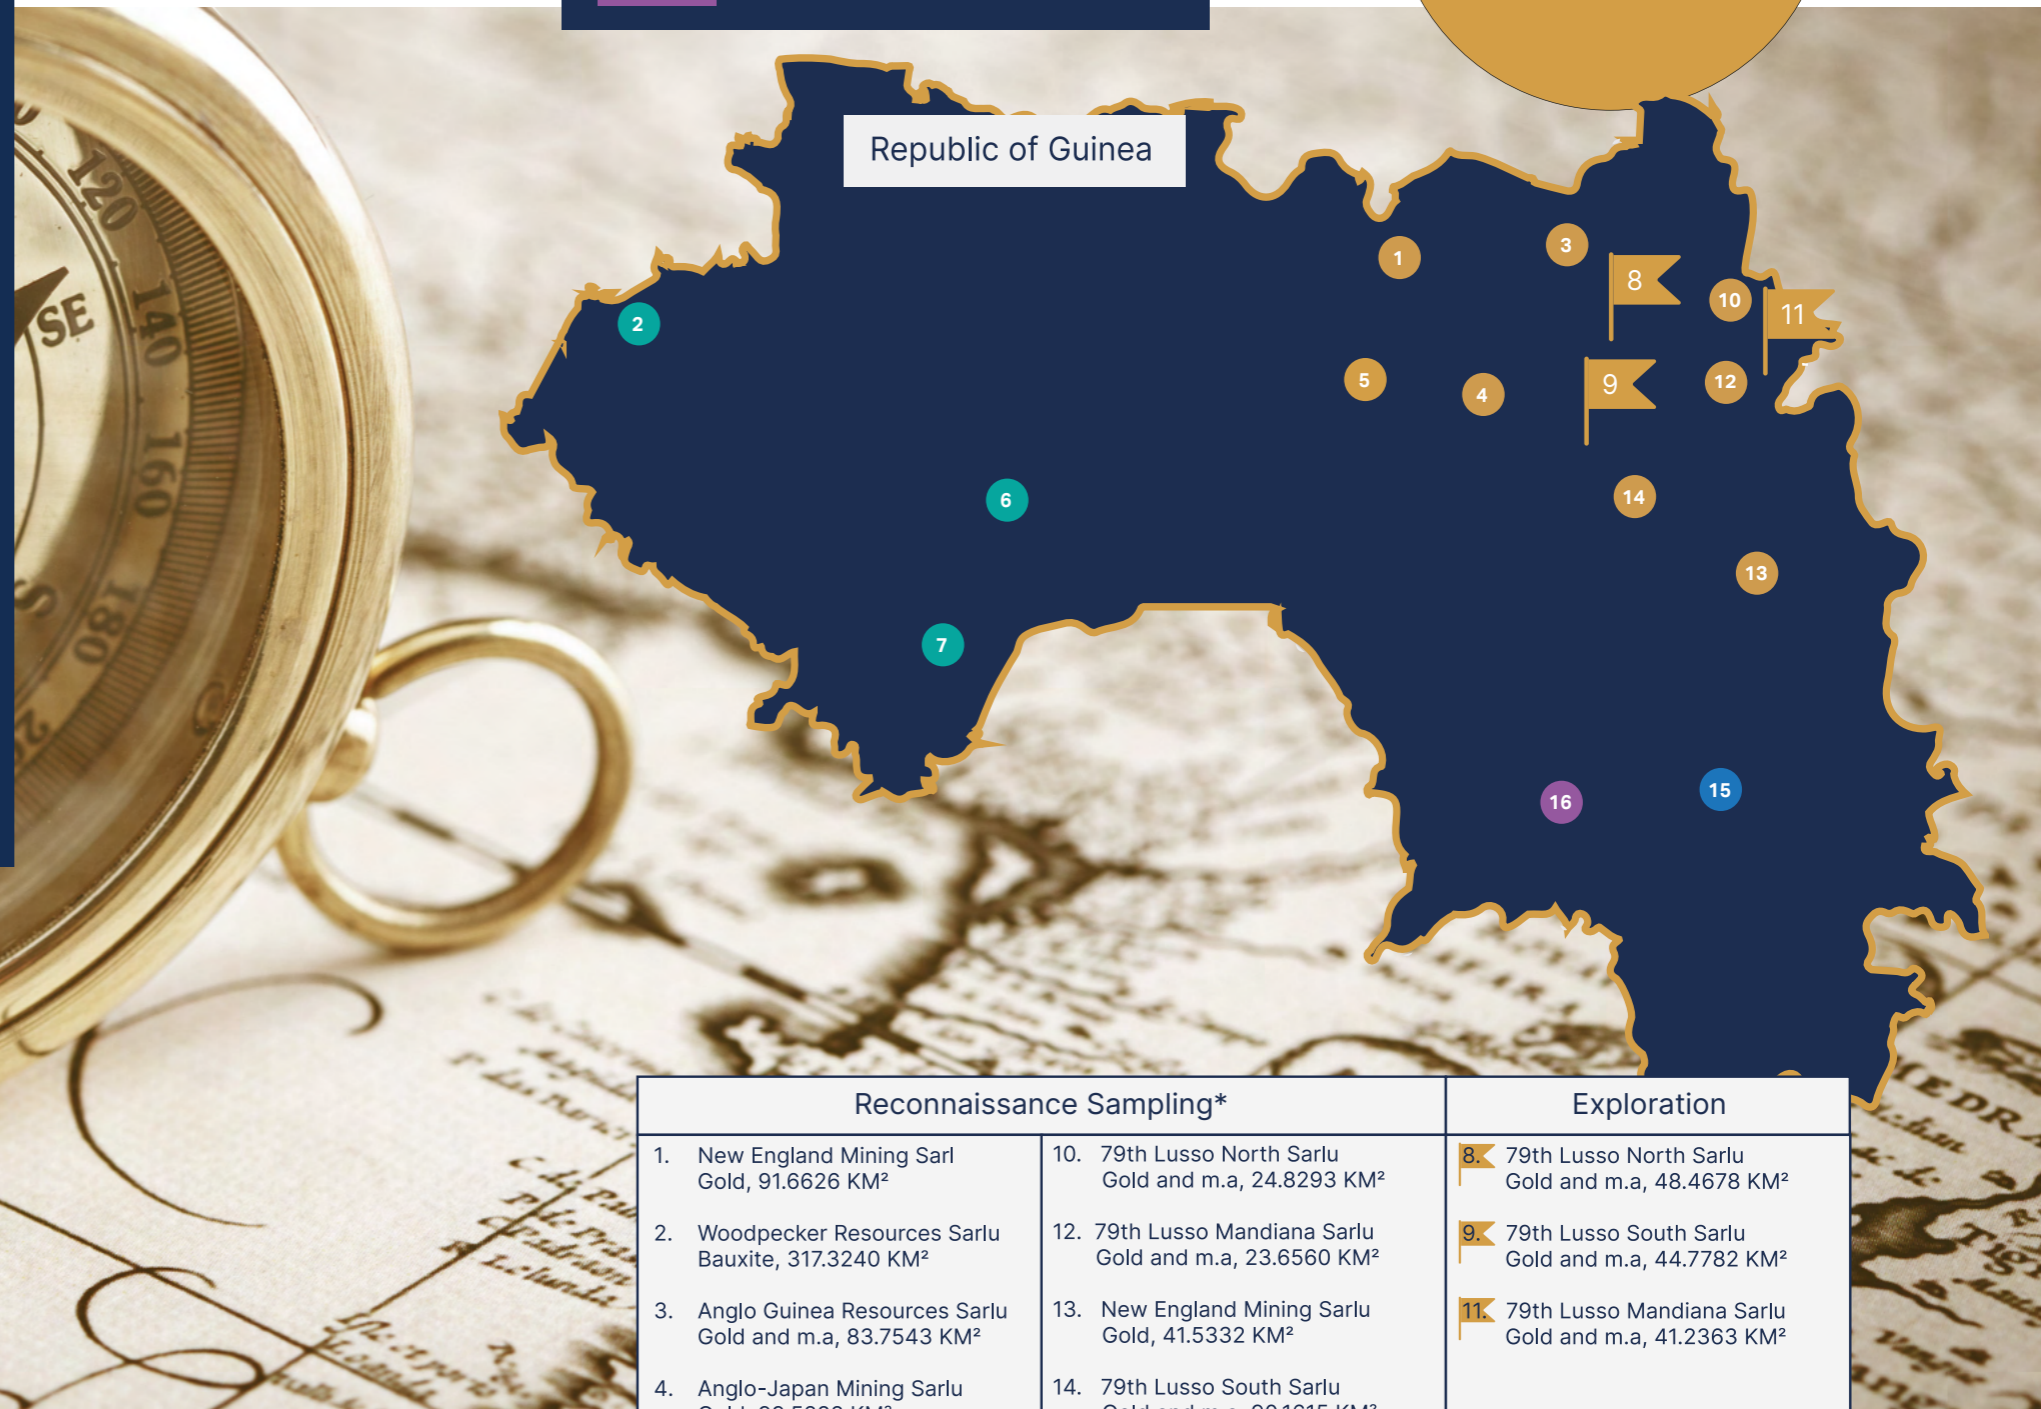 Republic of Guinea
1
3
8
10
11
2
5
4
9
12
6
14
13
7
16
15
120
140
160
180
SE
S
Reconnaissance Sampling*
Exploration
1. New England Mining Sarl
Gold, 91.6626 KM²
2. Woodpecker Resources Sarlu
Bauxite, 317.3240 KM²
3. Anglo Guinea Resources Sarlu
Gold and m.a, 83.7543 KM²
4. Anglo-Japan Mining Sarlu
10. 79th Lusso North Sarlu
Gold and m.a, 24.8293 KM²
12. 79th Lusso Mandiana Sarlu
Gold and m.a, 23.6560 KM²
13. New England Mining Sarlu
Gold, 41.5332 KM²
14. 79th Lusso South Sarlu
8. 79th Lusso North Sarlu
Gold and m.a, 48.4678 KM²
9. 79th Lusso South Sarlu
Gold and m.a, 44.7782 KM²
11. 79th Lusso Mandiana Sarlu
Gold and m.a, 41.2363 KM²